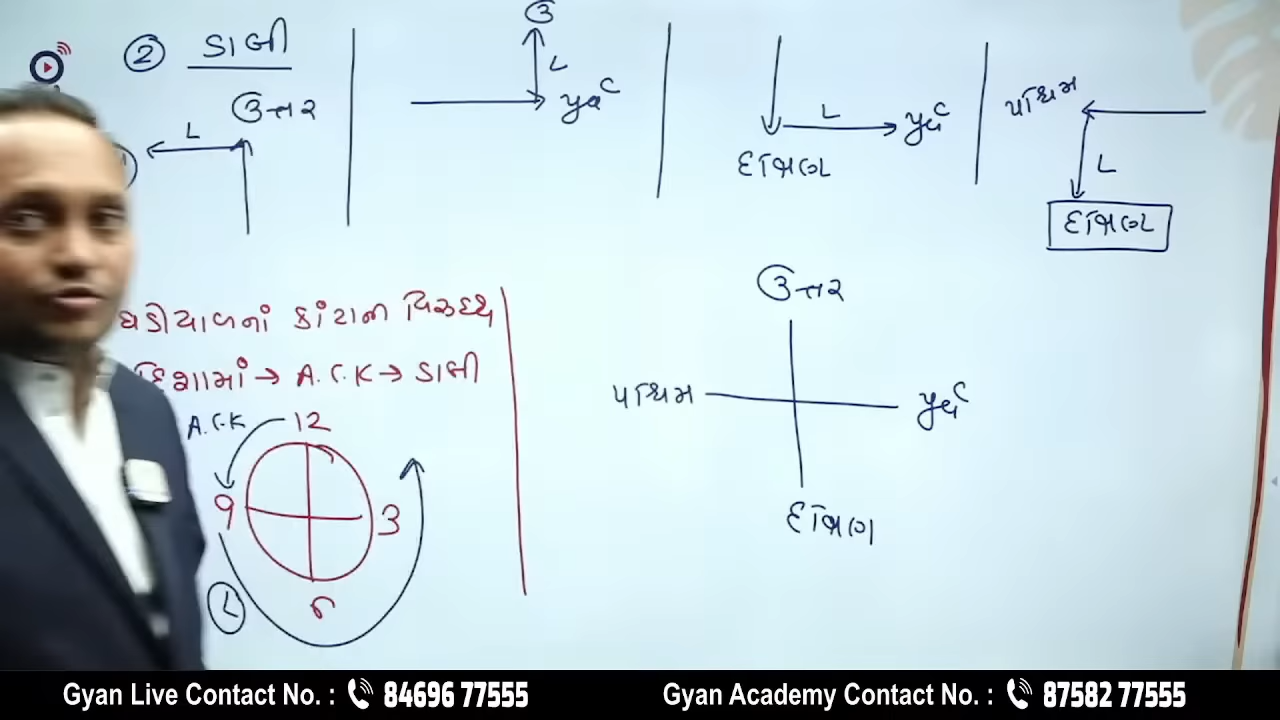 ② ડાબી
ઉત્તર
L
ઉ
L
પૂર્વ
L
પૂર્વ
દક્ષિણ
પશ્ચિમ
L
દક્ષિણ
ઘડીયાળનાં કાંટાની વિરુધ્ધ
દિશામાં → A.C.K → ડાબી
A.C.K 12
9 3
L 6
ઉત્તર
પશ્ચિમ પૂર્વ
દક્ષિણ
Gyan Live Contact No. : 84696 77555
Gyan Academy Contact No. : 87582 77555